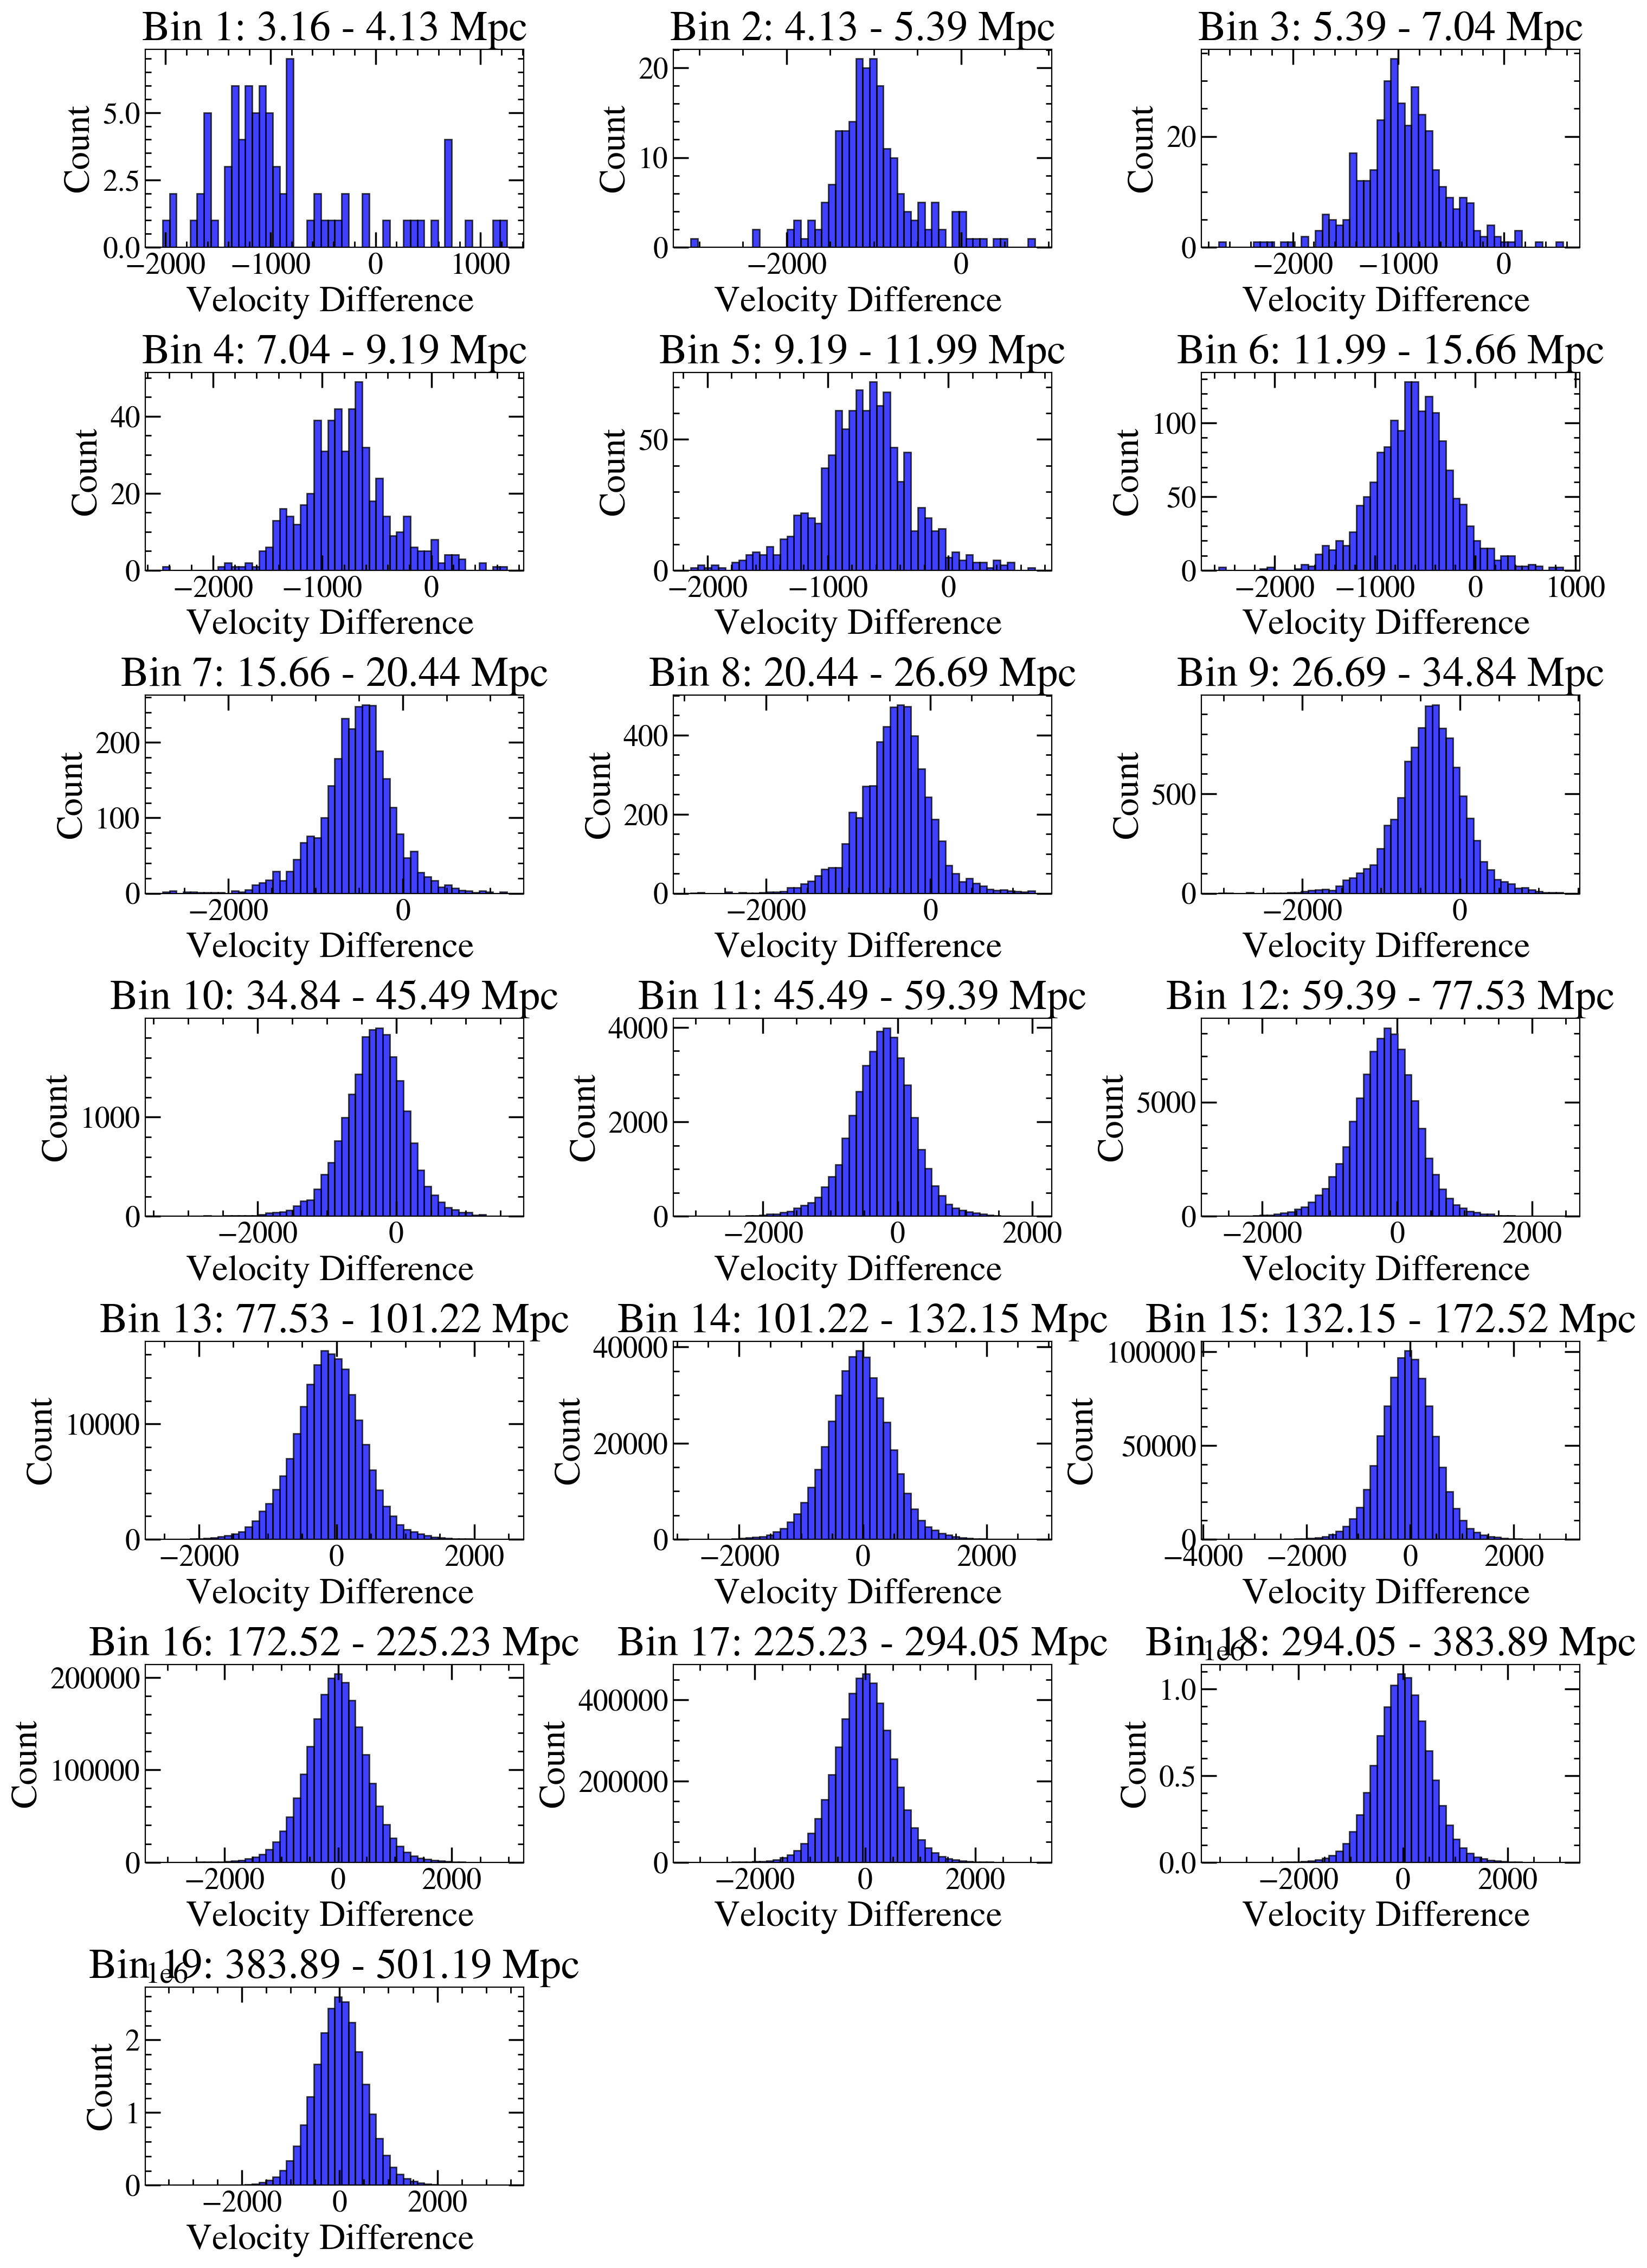 Bin 1: 3.16 - 4.13 Mpc
Count
5.0
2.5
0.0
−2000 −1000 0 1000
Velocity Difference
Bin 2: 4.13 - 5.39 Mpc
Count
20
10
0
−2000 0
Velocity Difference
Bin 3: 5.39 - 7.04 Mpc
Count
20
0
−2000 −1000 0
Velocity Difference
Bin 4: 7.04 - 9.19 Mpc
Count
40
20
0
−2000 −1000 0
Velocity Difference
Bin 5: 9.19 - 11.99 Mpc
Count
50
0
−2000 −1000 0
Velocity Difference
Bin 6: 11.99 - 15.66 Mpc
Count
100
50
0
−2000 −1000 0 1000
Velocity Difference
Bin 7: 15.66 - 20.44 Mpc
Count
200
100
0
−2000 0
Velocity Difference
Bin 8: 20.44 - 26.69 Mpc
Count
400
200
0
−2000 0
Velocity Difference
Bin 9: 26.69 - 34.84 Mpc
Count
500
0
−2000 0
Velocity Difference
Bin 10: 34.84 - 45.49 Mpc
Count
1000
0
−2000 0
Velocity Difference
Bin 11: 45.49 - 59.39 Mpc
Count
4000
2000
0
−2000 0 2000
Velocity Difference
Bin 12: 59.39 - 77.53 Mpc
Count
5000
0
−2000 0 2000
Velocity Difference
Bin 13: 77.53 - 101.22 Mpc
Count
10000
0
−2000 0 2000
Velocity Difference
Bin 14: 101.22 - 132.15 Mpc
Count
40000
20000
0
−2000 0 2000
Velocity Difference
Bin 15: 132.15 - 172.52 Mpc
Count
100000
50000
0
−4000 −2000 0 2000
Velocity Difference
Bin 16: 172.52 - 225.23 Mpc
Count
200000
100000
0
−2000 0 2000
Velocity Difference
Bin 17: 225.23 - 294.05 Mpc
Count
400000
200000
0
−2000 0 2000
Velocity Difference
Bin 18: 294.05 - 383.89 Mpc
1e6
Count
1.0
0.5
0.0
−2000 0 2000
Velocity Difference
Bin 19: 383.89 - 501.19 Mpc
1e6
Count
2
1
0
−2000 0 2000
Velocity Difference